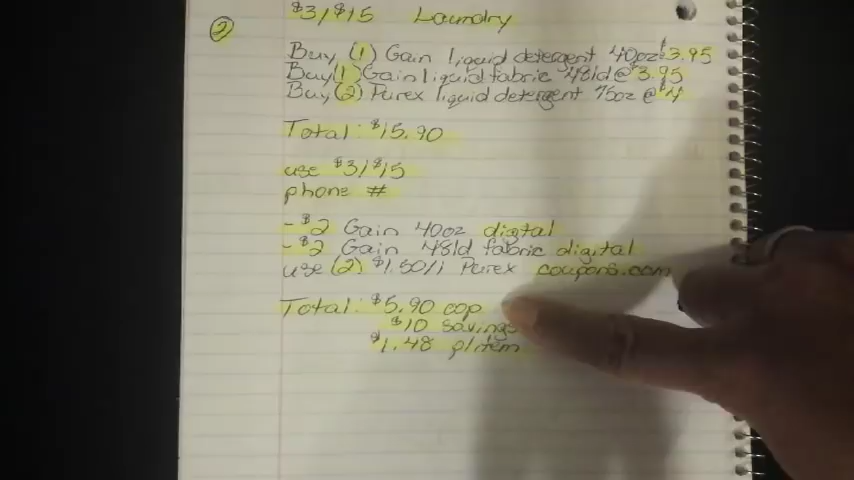 ② $3/$15 Laundry
Buy (1) Gain liquid detergent 40oz @ $3.95
Buy (1) Gain liquid fabric 48ld @ $3.95
Buy (2) Purex liquid detergent 75oz @ $4
Total: $15.90
use $3/$15
phone #
- $2 Gain 40oz digtal
- $2 Gain 48ld fabric digital
use (2) $1.50/1 Purex coupons.com
Total: $5.90 oop
$10 savings
$1.48 p/item